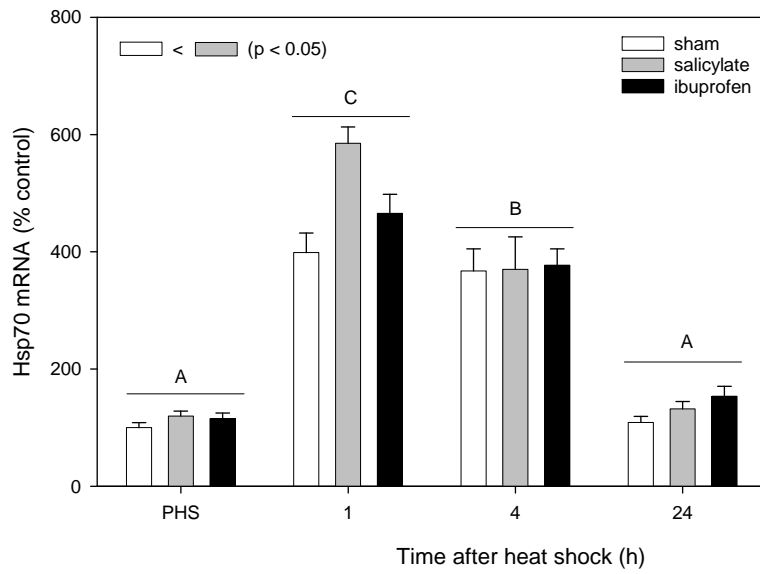 800
600
400
200
0
Hsp70 mRNA (% control)
< (p < 0.05)
sham
salicylate
ibuprofen
A
C
B
A
PHS
1
4
24
Time after heat shock (h)